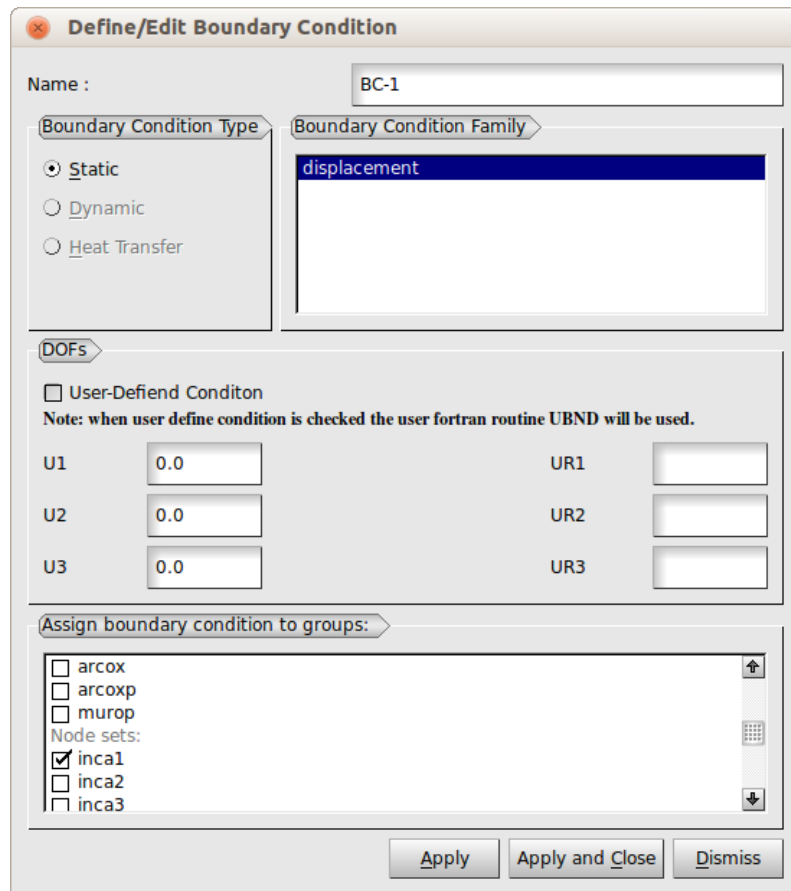 Define/Edit Boundary Condition
Name :
BC-1
Boundary Condition Type
Boundary Condition Family
Static
Dynamic
Heat Transfer
displacement
DOFs
User-Defiend Conditon
Note: when user define condition is checked the user fortran routine UBND will be used.
U1 0.0 UR1
U2 0.0 UR2
U3 0.0 UR3
Assign boundary condition to groups:
arcox
arcoxp
murop
Node sets:
inca1
inca2
inca3
Apply Apply and Close Dismiss